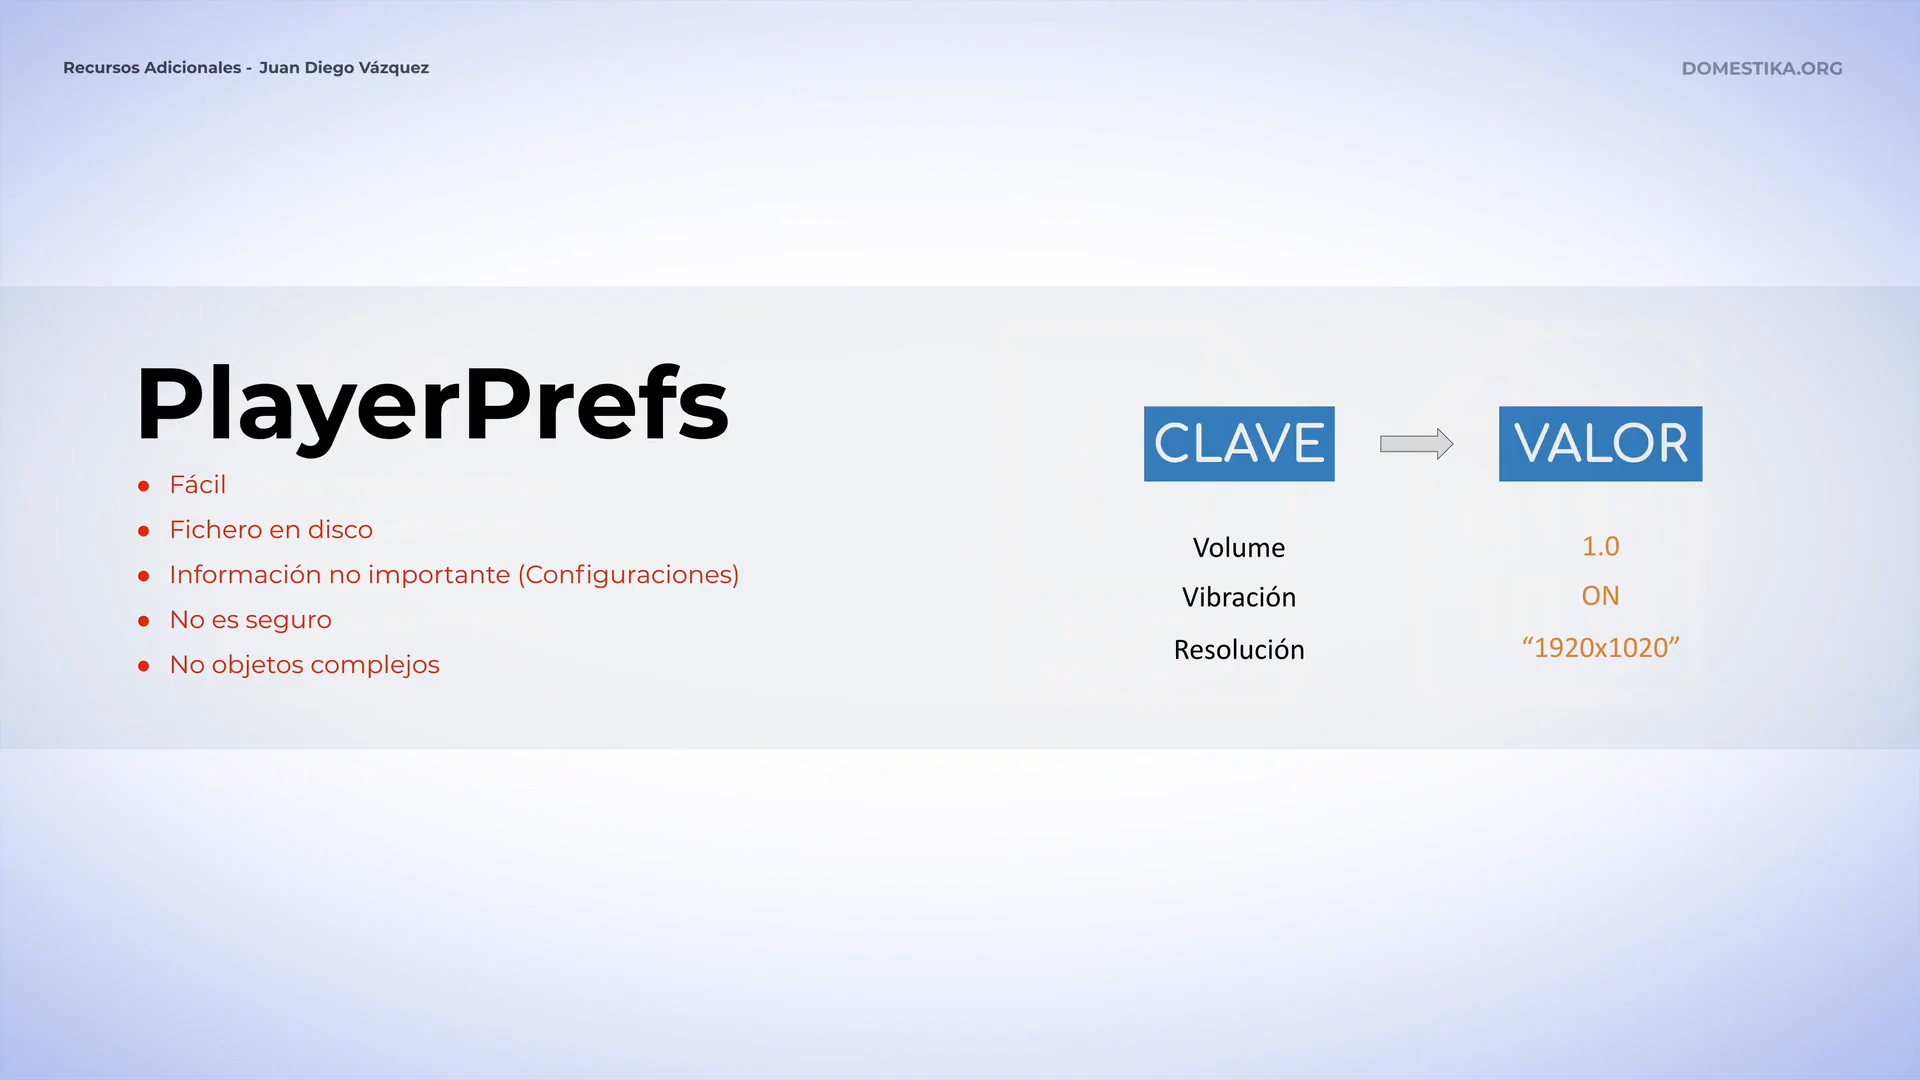 Recursos Adicionales - Juan Diego Vázquez
DOMESTIKA.ORG
PlayerPrefs
● Fácil
● Fichero en disco
● Información no importante (Configuraciones)
● No es seguro
● No objetos complejos
CLAVE VALOR
Volume 1.0
Vibración ON
Resolución “1920x1020”